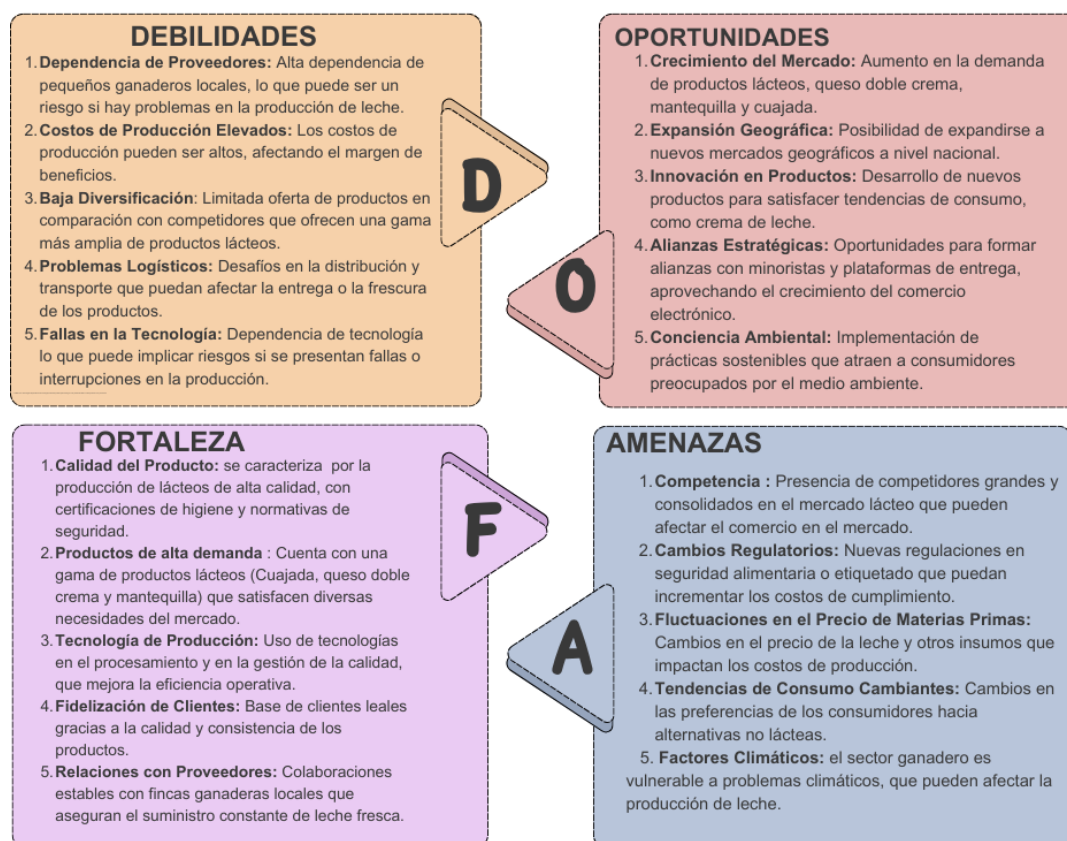 DEBILIDADES
1. Dependencia de Proveedores: Alta dependencia de
pequeños ganaderos locales, lo que puede ser un
riesgo si hay problemas en la producción de leche.
2. Costos de Producción Elevados: Los costos de
producción pueden ser altos, afectando el margen de
beneficios.
3. Baja Diversificación: Limitada oferta de productos en
comparación con competidores que ofrecen una gama
más amplia de productos lácteos.
4. Problemas Logísticos: Desafíos en la distribución y
transporte que puedan afectar la entrega o la frescura
de los productos.
5. Fallas en la Tecnología: Dependencia de tecnología
lo que puede implicar riesgos si se presentan fallas o
interrupciones en la producción.
D
OPORTUNIDADES
1. Crecimiento del Mercado: Aumento en la demanda
de productos lácteos, queso doble crema,
mantequilla y cuajada.
2. Expansión Geográfica: Posibilidad de expandirse a
nuevos mercados geográficos a nivel nacional.
3. Innovación en Productos: Desarrollo de nuevos
productos para satisfacer tendencias de consumo,
como crema de leche.
4. Alianzas Estratégicas: Oportunidades para formar
alianzas con minoristas y plataformas de entrega,
aprovechando el crecimiento del comercio
electrónico.
5. Conciencia Ambiental: Implementación de
prácticas sostenibles que atraen a consumidores
preocupados por el medio ambiente.
O
FORTALEZA
1. Calidad del Producto: se caracteriza por la
producción de lácteos de alta calidad, con
certificaciones de higiene y normativas de
seguridad.
2. Productos de alta demanda : Cuenta con una
gama de productos lácteos (Cuajada, queso doble
crema y mantequilla) que satisfacen diversas
necesidades del mercado.
3. Tecnología de Producción: Uso de tecnologías
en el procesamiento y en la gestión de la calidad,
que mejora la eficiencia operativa.
4. Fidelización de Clientes: Base de clientes leales
gracias a la calidad y consistencia de los
productos.
5. Relaciones con Proveedores: Colaboraciones
estables con fincas ganaderas locales que
aseguran el suministro constante de leche fresca.
F
AMENAZAS
1. Competencia : Presencia de competidores grandes y
consolidados en el mercado lácteo que pueden
afectar el comercio en el mercado.
2. Cambios Regulatorios: Nuevas regulaciones en
seguridad alimentaria o etiquetado que puedan
incrementar los costos de cumplimiento.
3. Fluctuaciones en el Precio de Materias Primas:
Cambios en el precio de la leche y otros insumos que
impactan los costos de producción.
4. Tendencias de Consumo Cambiantes: Cambios en
las preferencias de los consumidores hacia
alternativas no lácteas.
5. Factores Climáticos: el sector ganadero es
vulnerable a problemas climáticos, que pueden afectar la
producción de leche.
A